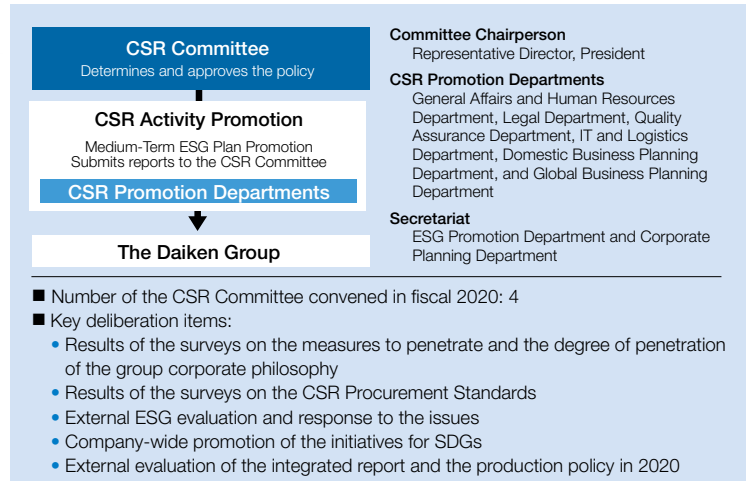 CSR Committee
Determines and approves the policy
CSR Activity Promotion
Medium-Term ESG Plan Promotion
Submits reports to the CSR Committee
CSR Promotion Departments
The Daiken Group
Committee Chairperson
Representative Director, President
CSR Promotion Departments
General Affairs and Human Resources
Department, Legal Department, Quality
Assurance Department, IT and Logistics
Department, Domestic Business Planning
Department, and Global Business Planning
Department
Secretariat
ESG Promotion Department and Corporate
Planning Department
■ Number of the CSR Committee convened in fiscal 2020: 4
■ Key deliberation items:
• Results of the surveys on the measures to penetrate and the degree of penetration
of the group corporate philosophy
• Results of the surveys on the CSR Procurement Standards
• External ESG evaluation and response to the issues
• Company-wide promotion of the initiatives for SDGs
• External evaluation of the integrated report and the production policy in 2020